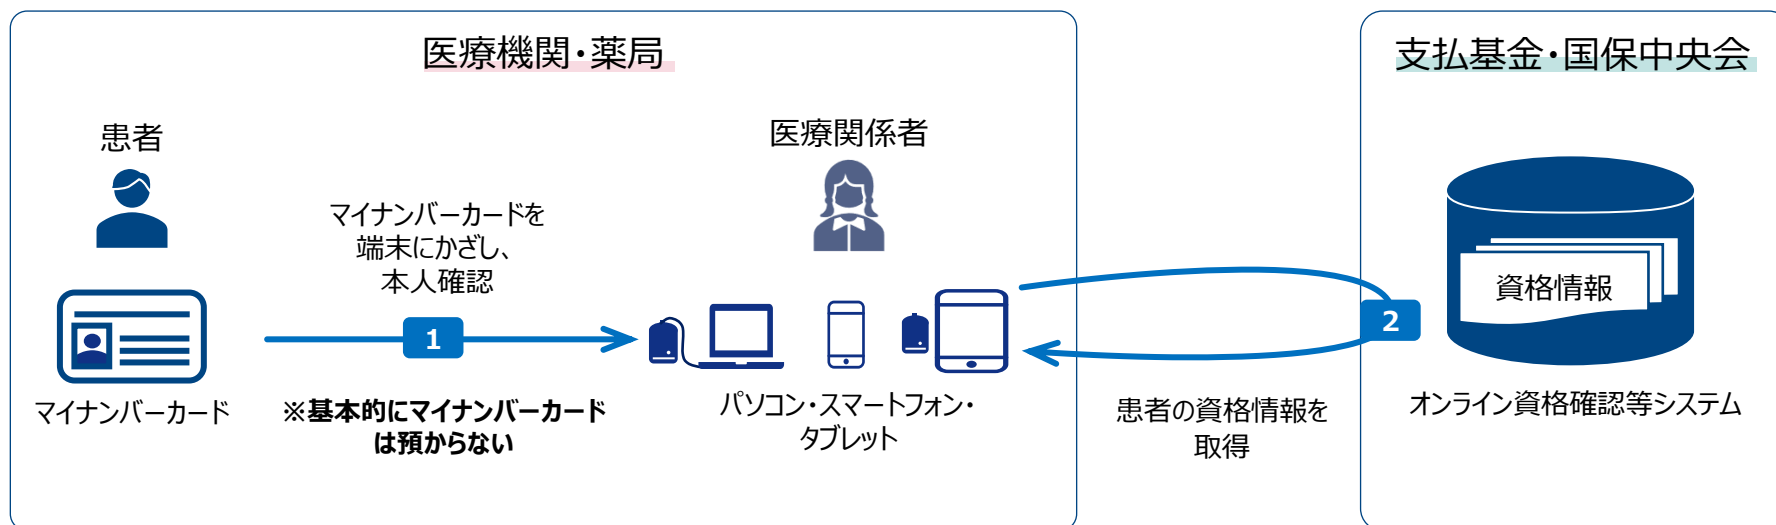 医療機関・薬局
患者
マイナンバーカード
マイナンバーカードを
端末にかざし、
本人確認
1
※基本的にマイナンバーカード
は預からない
医療関係者
パソコン・スマートフォン・
タブレット
2
患者の資格情報を
取得
支払基金・国保中央会
資格情報
オンライン資格確認等システム